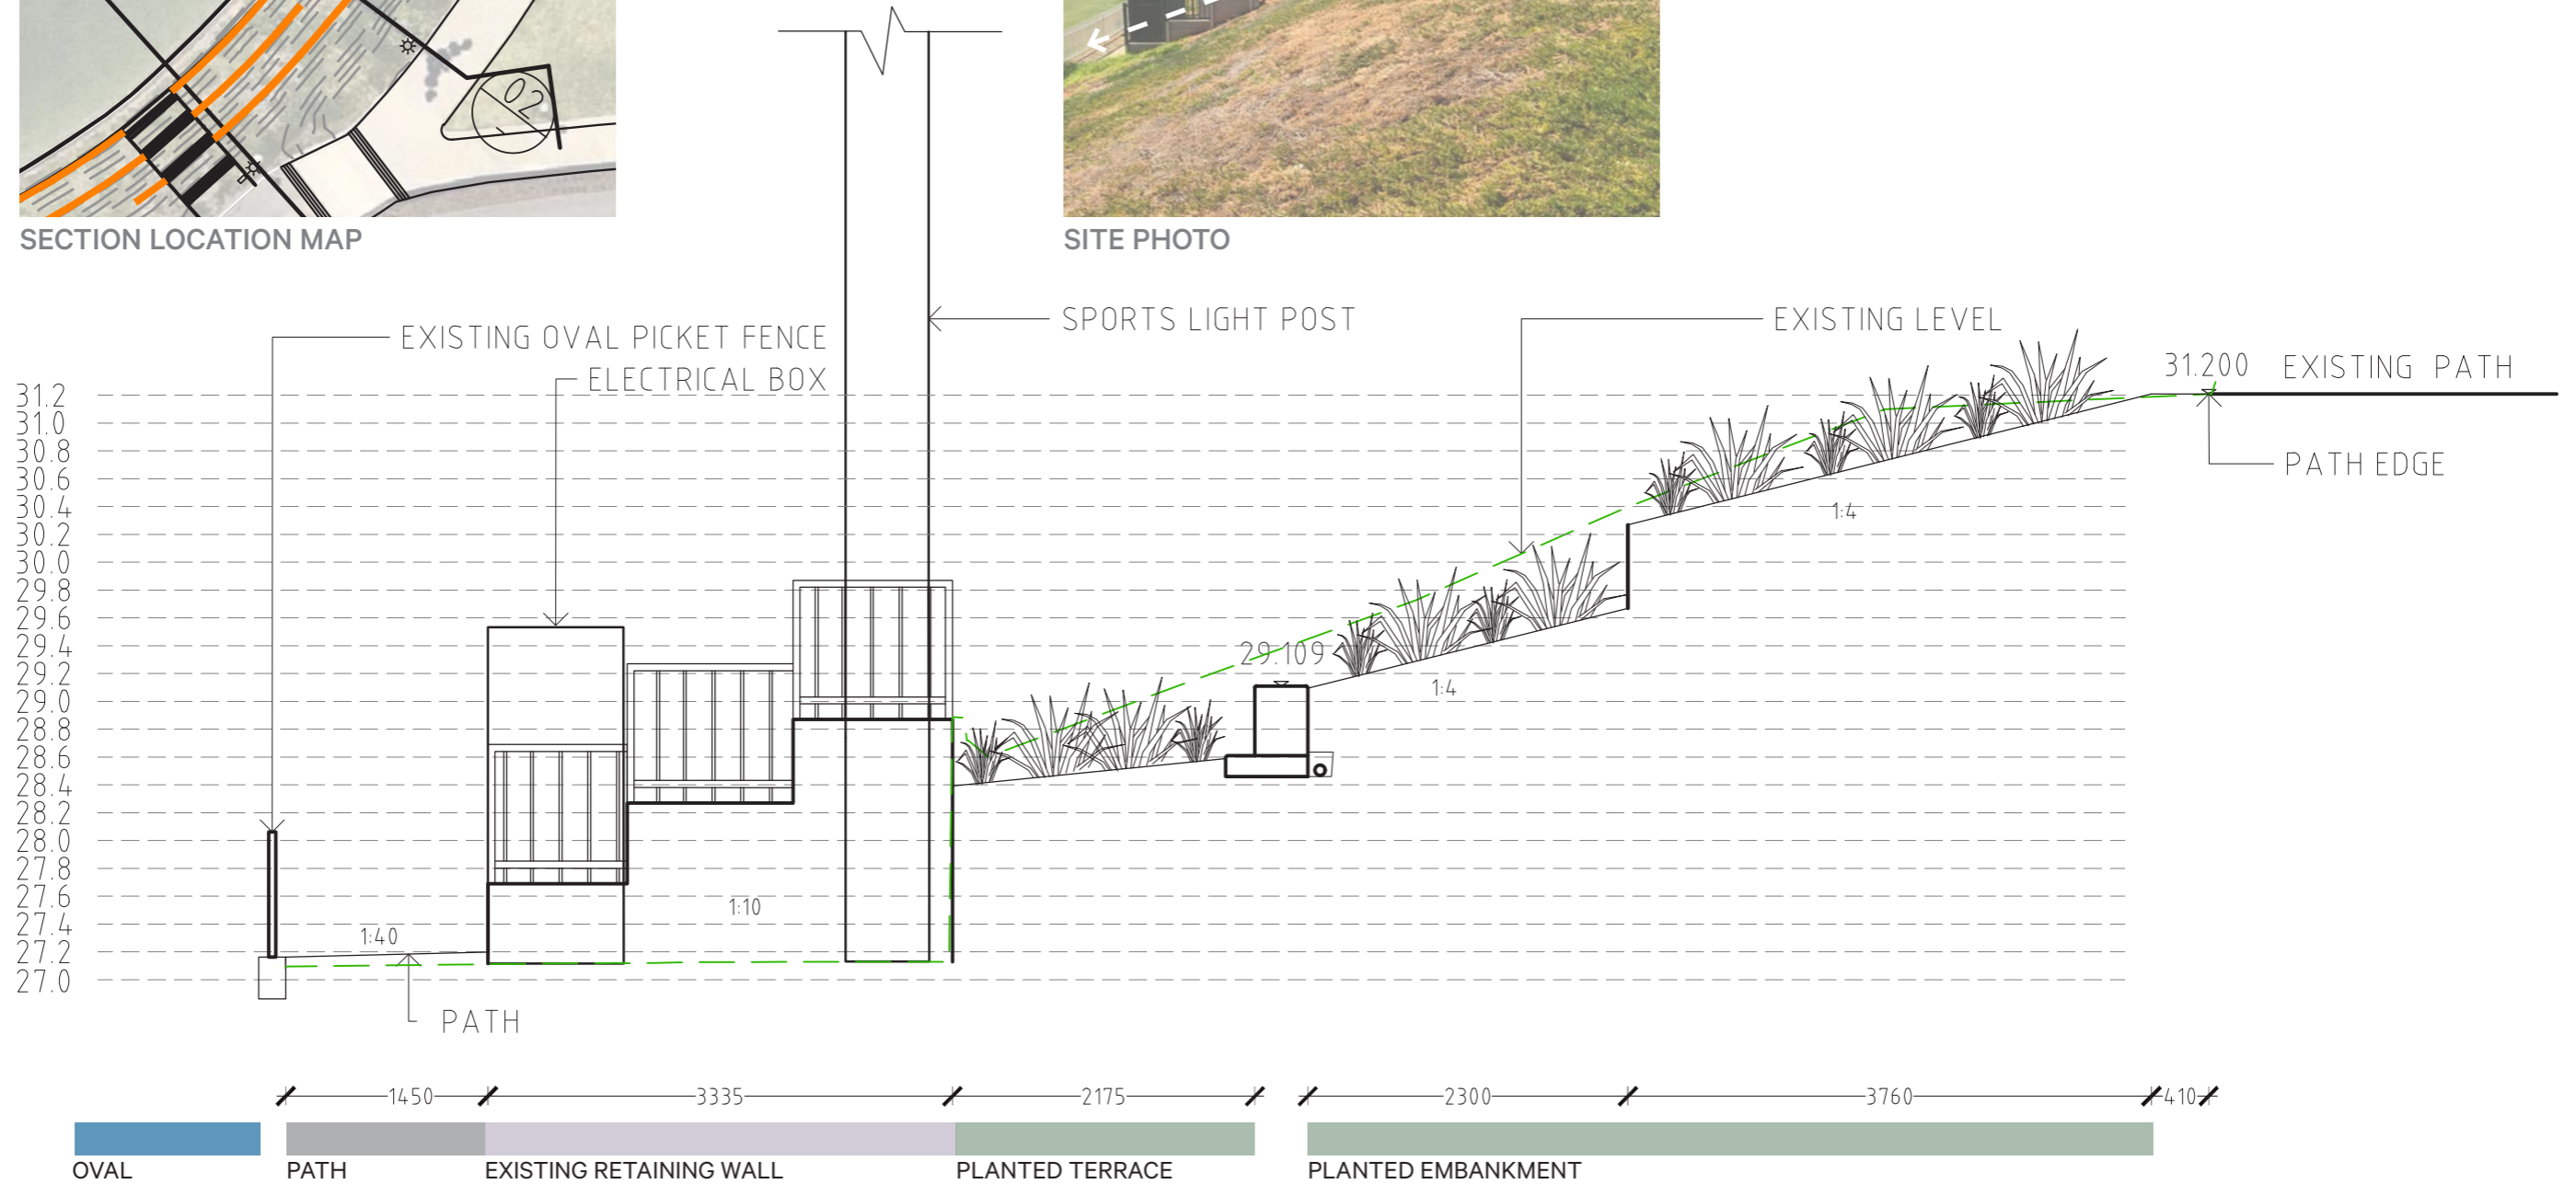 02
SECTION LOCATION MAP
SITE PHOTO
SPORTS LIGHT POST
EXISTING LEVEL
EXISTING OVAL PICKET FENCE
ELECTRICAL BOX
31.200 EXISTING PATH
PATH EDGE
31.2
31.0
30.8
30.6
30.4
30.2
30.0
29.8
29.6
29.4
29.2
29.0
28.8
28.6
28.4
28.2
28.0
27.8
27.6
27.4
27.2
27.0
1:4
29.109
1:4
1:10
1:40
PATH
1450
3335
2175
2300
3760
410
OVAL
PATH
EXISTING RETAINING WALL
PLANTED TERRACE
PLANTED EMBANKMENT